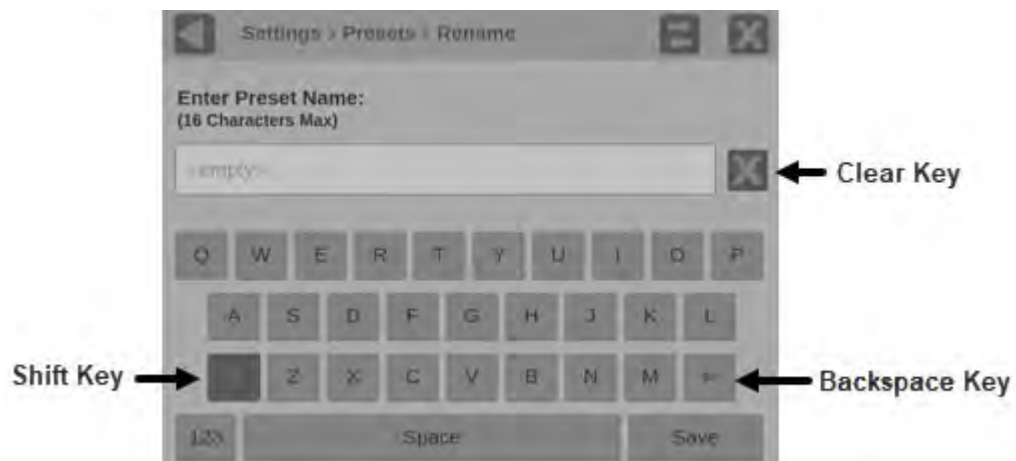 Settings › Presets › Rename
Enter Preset Name:
(16 Characters Max)
<empty>
Clear Key
Q W E R T Y U I O P
A S D F G H J K L
Shift Key
Z X C V B N M
Backspace Key
123 Space Save